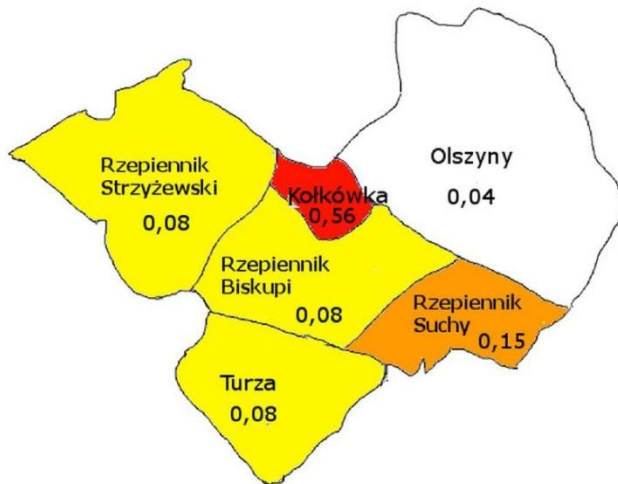 Rzepiennik
Strzyżewski
0,08
Kołkówka
0,56
Olszyny
0,04
Rzepiennik
Biskupi
0,08
Rzepiennik
Suchy
0,15
Turza
0,08